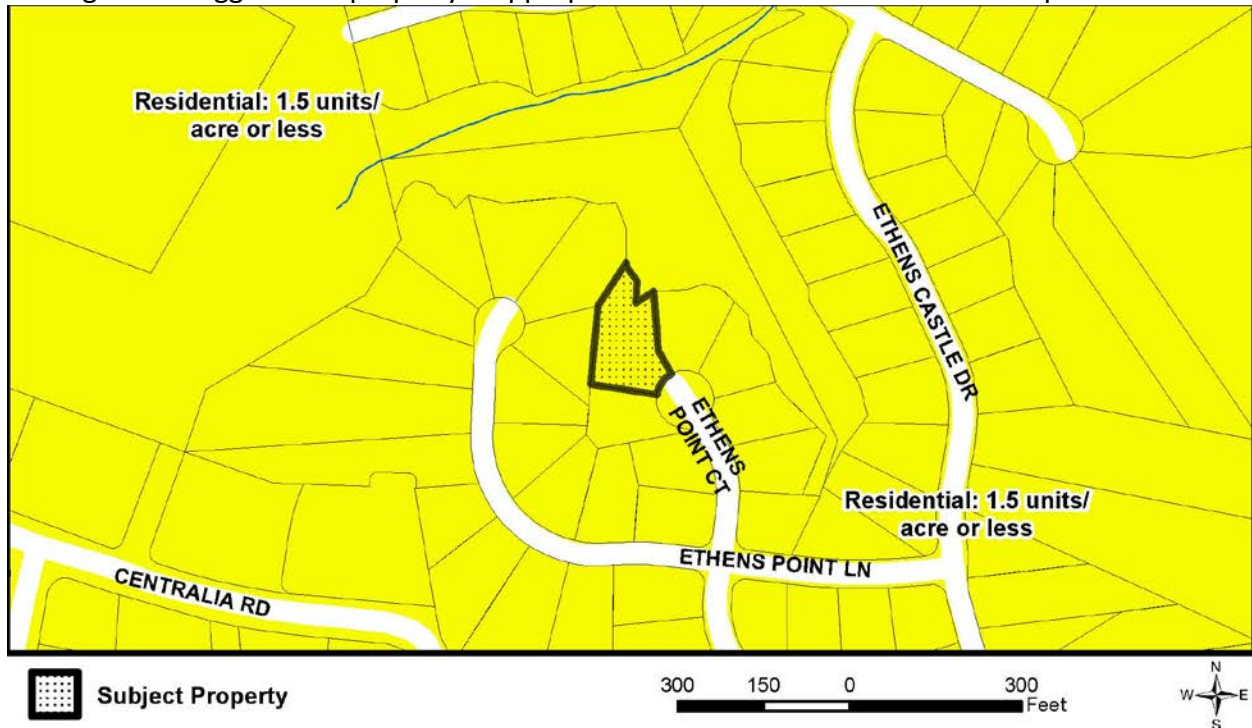 Residential: 1.5 units/
acre or less
ETHENS CASTLE DR
ETHENS
POINT CT
Residential: 1.5 units/
acre or less
ETHENS POINT LN
CENTRALIA RD
Subject Property
300 150 0 300
Feet
N
W E
S